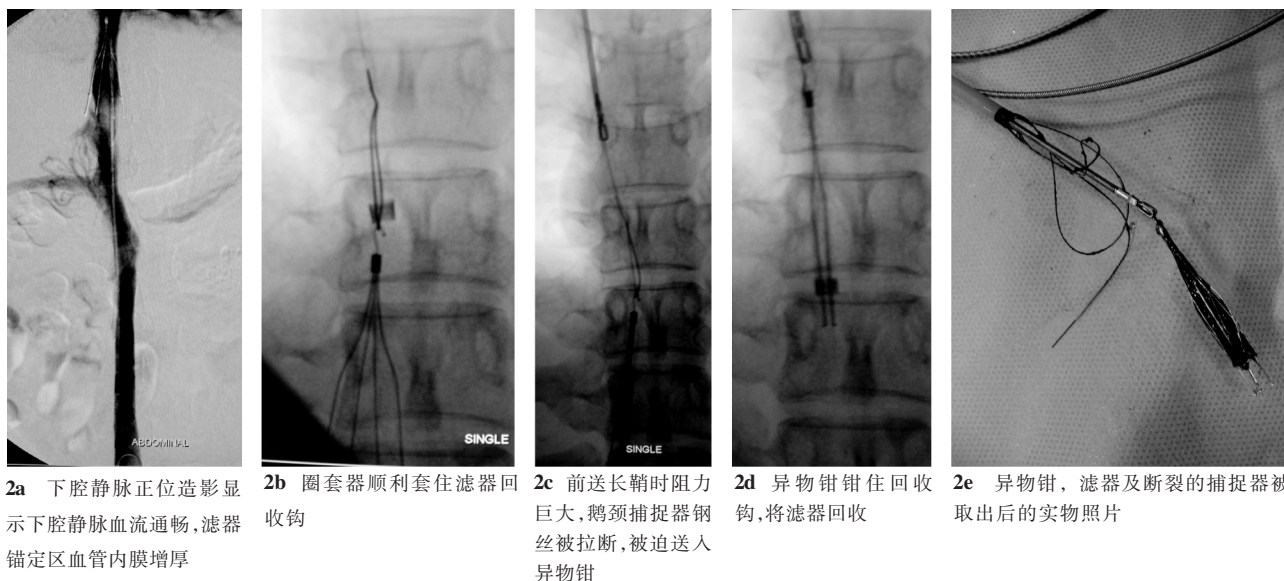 ABDOMINAL
SINGLE
SINGLE
2a 下腔静脉正位造影显
示下腔静脉血流通畅,滤器
锚定区血管内膜增厚
2b 圈套器顺利套住滤器回
收钩
2c 前送长鞘时阻力
巨大,鹅颈捕捉器钢
丝被拉断,被迫送入
异物钳
2d 异物钳钳住回收
钩,将滤器回收
2e 异物钳，滤器及断裂的捕捉器被
取出后的实物照片